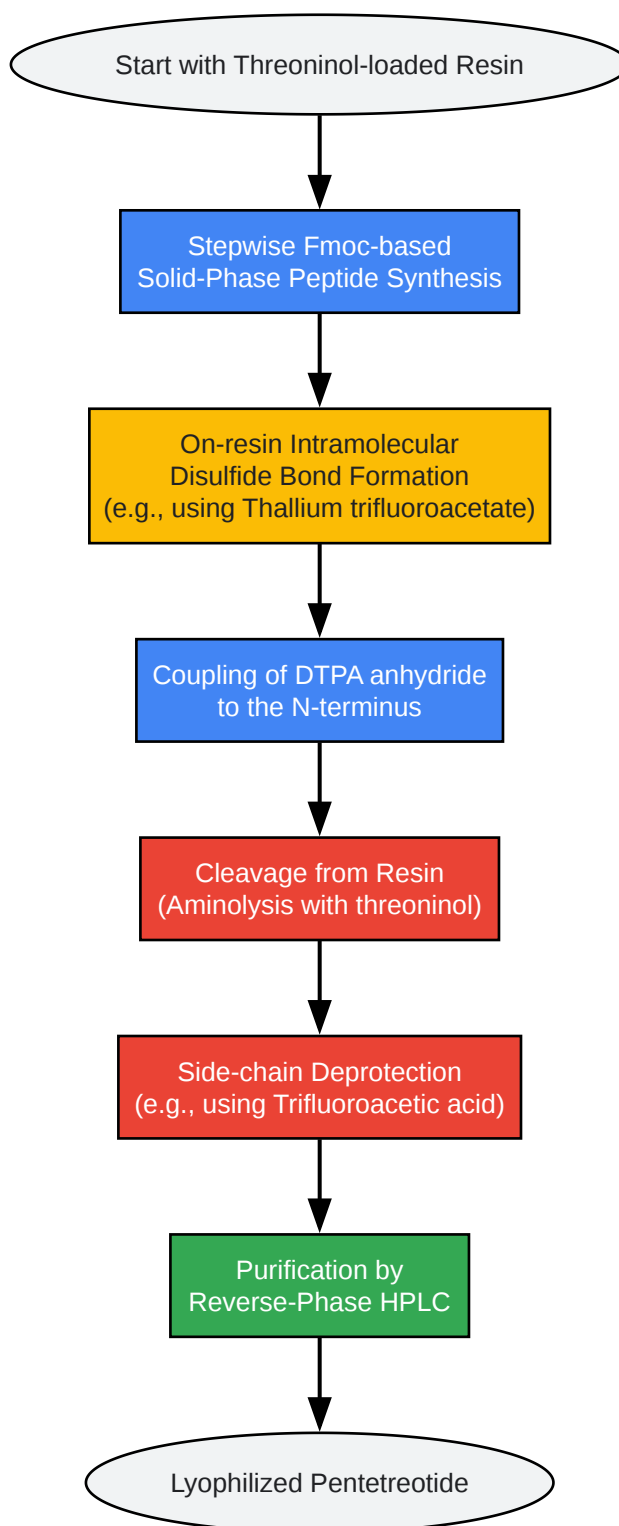 Start with Threoninol-loaded Resin
Stepwise Fmoc-based
Solid-Phase Peptide Synthesis
On-resin Intramolecular
Disulfide Bond Formation
(e.g., using Thallium trifluoroacetate)
Coupling of DTPA anhydride
to the N-terminus
Cleavage from Resin
(Aminolysis with threoninol)
Side-chain Deprotection
(e.g., using Trifluoroacetic acid)
Purification by
Reverse-Phase HPLC
Lyophilized Pentetreotide